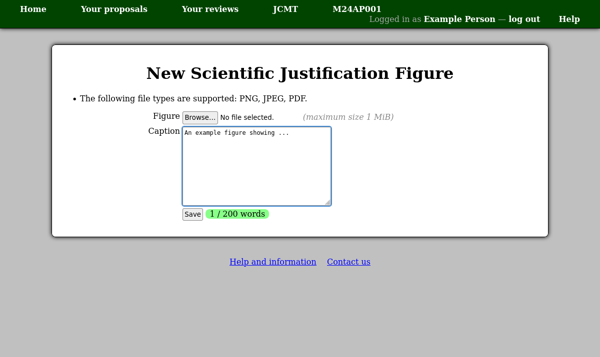 Home Your proposals Your reviews JCMT M24AP001
Logged in as Example Person — log out Help
New Scientific Justification Figure
• The following file types are supported: PNG, JPEG, PDF.
Figure Browse... No file selected. (maximum size 1 MiB)
Caption An example figure showing ...
Save 1 / 200 words
Help and information Contact us